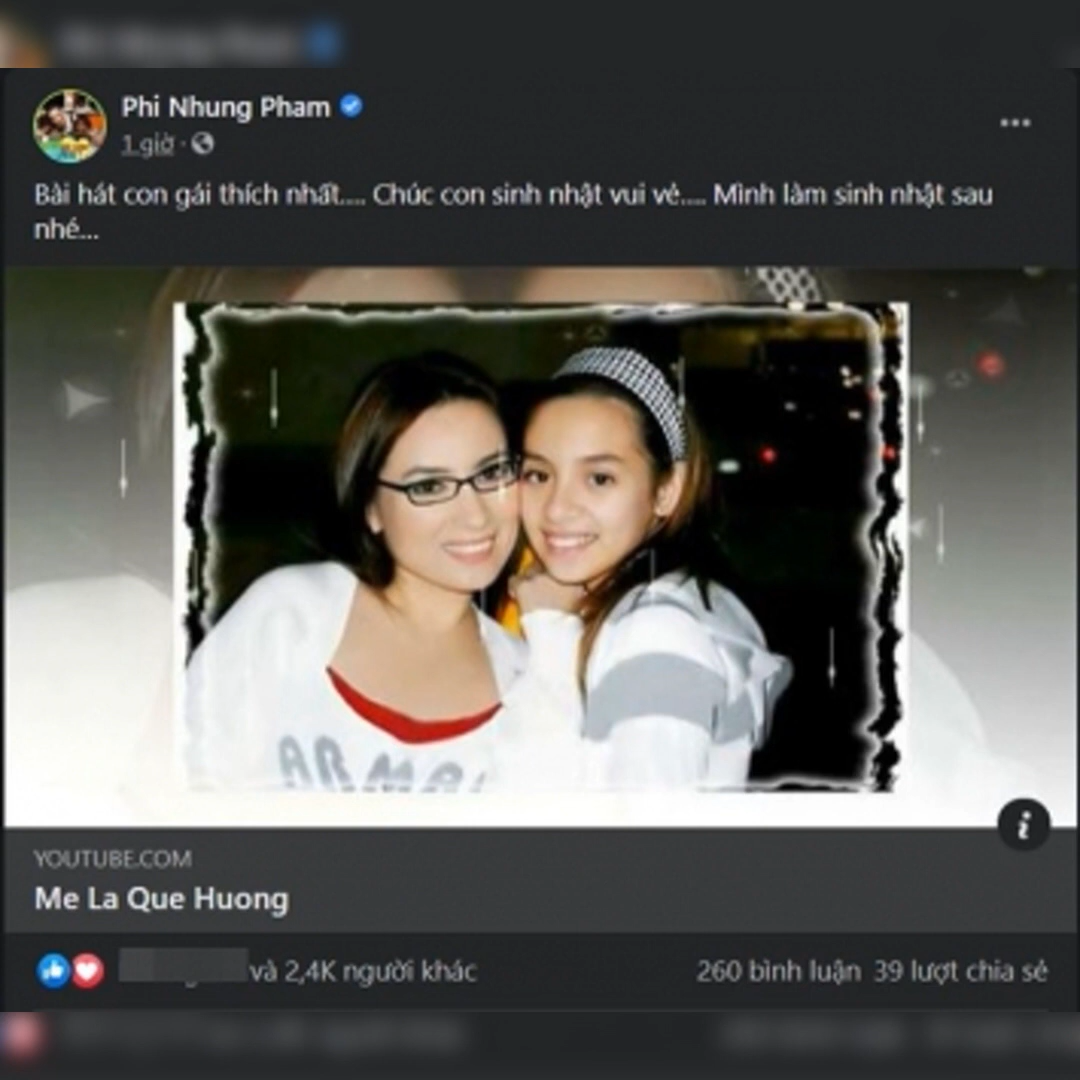 Phi Nhung Pham
1 giờ
Bài hát con gái thích nhất.... Chúc con sinh nhật vui vẻ.... Mình làm sinh nhật sau
nhé...
ARMA
YOUTUBE.COM
Me La Que Huong
và 2,4K người khác
260 bình luận 39 lượt chia sẻ